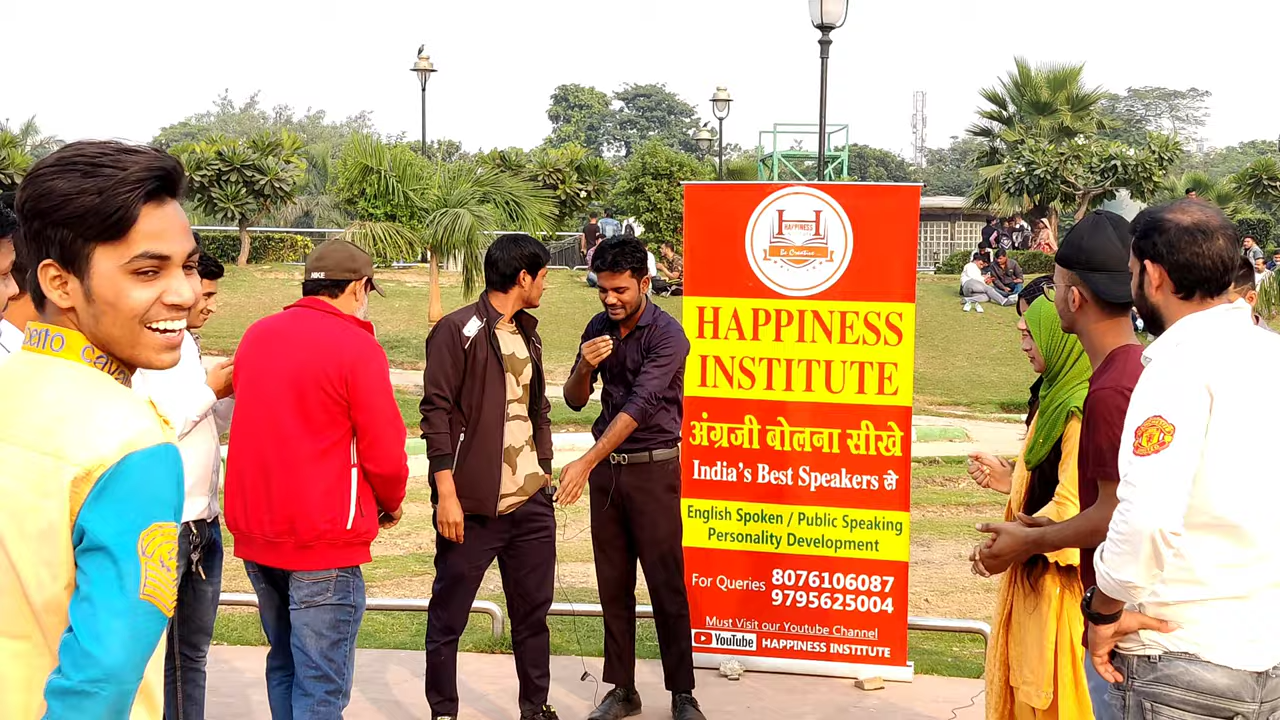 HAPPINESS
Be Creative...
HAPPINESS
INSTITUTE
अंग्रजी बोलना सीखे
India's Best Speakers से
English Spoken / Public Speaking
Personality Development
For Queries 8076106087
9795625004
Must Visit our Youtube Channel
YouTube HAPPINESS INSTITUTE
NIKE